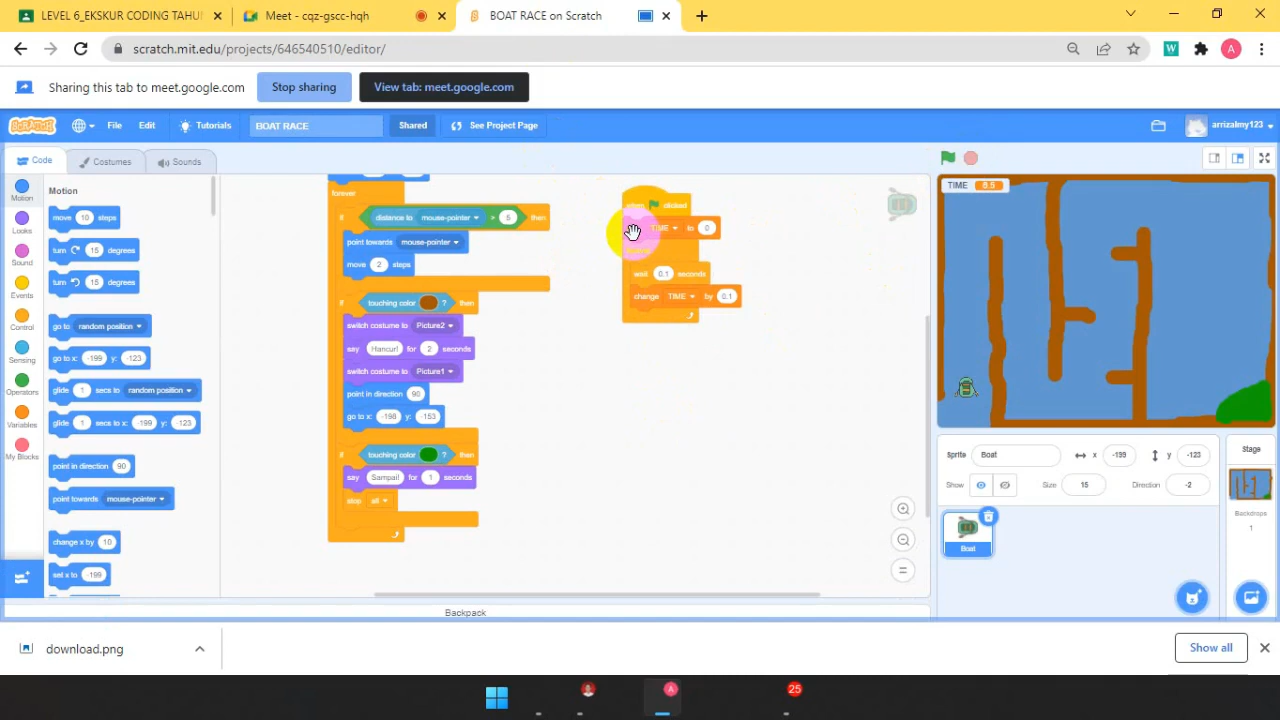 LEVEL 6_EKSKUR CODING TAHU
Meet - cqz-gscc-hqh
BOAT RACE on Scratch
scratch.mit.edu/projects/646540510/editor/
Sharing this tab to meet.google.com
Stop sharing
View tab: meet.google.com
SCRATCH
File
Edit
Tutorials
BOAT RACE
Shared
See Project Page
arrizalmy123
Code
Costumes
Sounds
Motion
Looks
Sound
Events
Control
Sensing
Operators
Variables
My Blocks
Motion
move 10 steps
turn 15 degrees
turn 15 degrees
go to random position
go to x: -199 y: -123
glide 1 secs to random position
glide 1 secs to x: -199 y: -123
point in direction 90
point towards mouse-pointer
change x by 10
set x to -199
forever
if distance to mouse-pointer > 5 then
point towards mouse-pointer
move 2 steps
if touching color ? then
switch costume to Picture2
say Hancur! for 2 seconds
switch costume to Picture1
point in direction 90
go to x: -198 y: -153
if touching color ? then
say Sampai! for 1 seconds
stop all
when clicked
TIME to 0
wait 0.1 seconds
change TIME by 0.1
TIME 8.5
Sprite Boat x -199 y -123
Show Size 15 Direction -2
Boat
Stage
Backdrops
1
Backpack
download.png
Show all
A
25